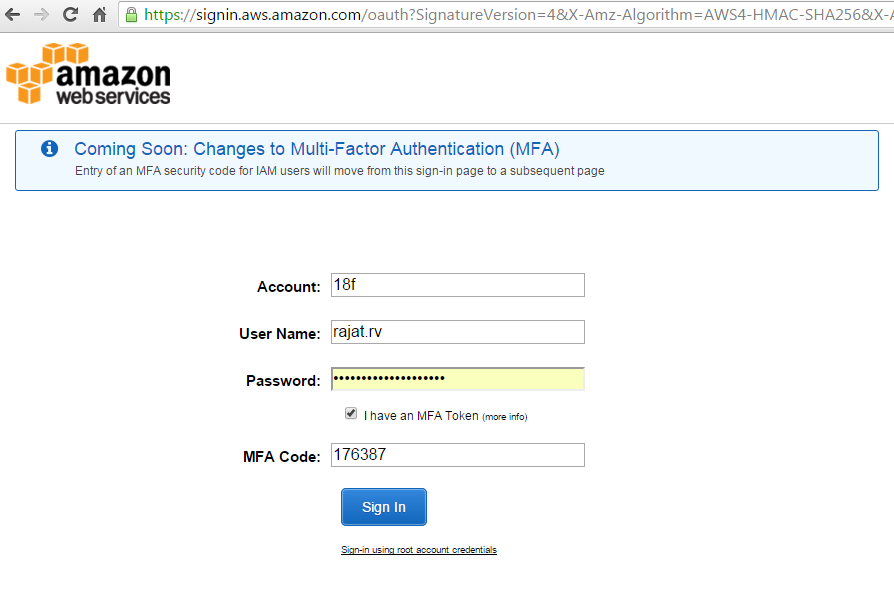 https://signin.aws.amazon.com/oauth?SignatureVersion=4&X-Amz-Algorithm=AWS4-HMAC-SHA256&X-A
amazon
webservices
Coming Soon: Changes to Multi-Factor Authentication (MFA)
Entry of an MFA security code for IAM users will move from this sign-in page to a subsequent page
Account: 18f
User Name: rajat.rv
Password: ••••••••••••••••••••
I have an MFA Token (more info)
MFA Code: 176387
Sign In
Sign-in using root account credentials